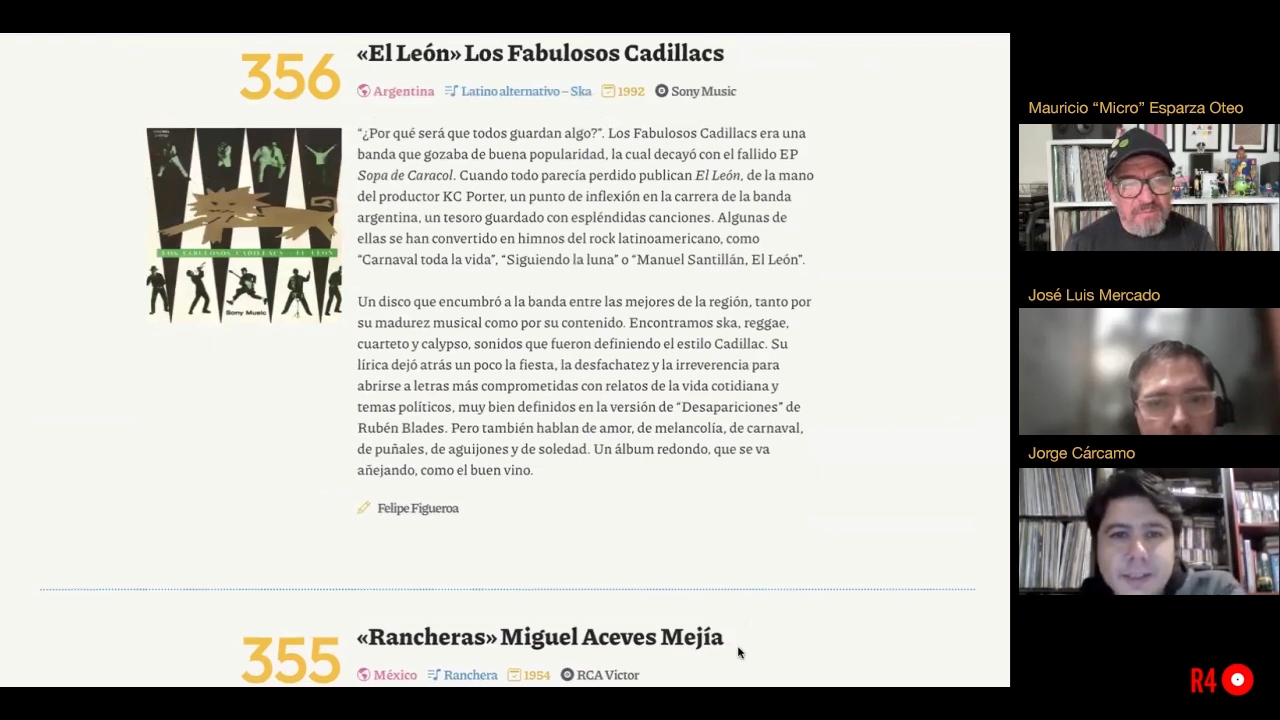 356
«El León» Los Fabulosos Cadillacs
Argentina Latino alternativo – Ska 1992 Sony Music
“¿Por qué será que todos guardan algo?”. Los Fabulosos Cadillacs era una
banda que gozaba de buena popularidad, la cual decayó con el fallido EP
Sopa de Caracol. Cuando todo parecía perdido publican El León, de la mano
del productor KC Porter, un punto de inflexión en la carrera de la banda
argentina, un tesoro guardado con espléndidas canciones. Algunas de
ellas se han convertido en himnos del rock latinoamericano, como
“Carnaval toda la vida”, “Siguiendo la luna” o “Manuel Santillán, El León”.
Un disco que encumbró a la banda entre las mejores de la región, tanto por
su madurez musical como por su contenido. Encontramos ska, reggae,
cuarteto y calypso, sonidos que fueron definiendo el estilo Cadillac. Su
lírica dejó atrás un poco la fiesta, la desfachatez y la irreverencia para
abrirse a letras más comprometidas con relatos de la vida cotidiana y
temas políticos, muy bien definidos en la versión de “Desapariciones” de
Rubén Blades. Pero también hablan de amor, de melancolía, de carnaval,
de puñales, de aguijones y de soledad. Un álbum redondo, que se va
añejando, como el buen vino.
Felipe Figueroa
LOS FABULOSOS CADILLACS EL LEON
Sony Music
355
«Rancheras» Miguel Aceves Mejía
México Ranchera 1954 RCA Victor
Mauricio “Micro” Esparza Oteo
José Luis Mercado
Jorge Cárcamo
R4